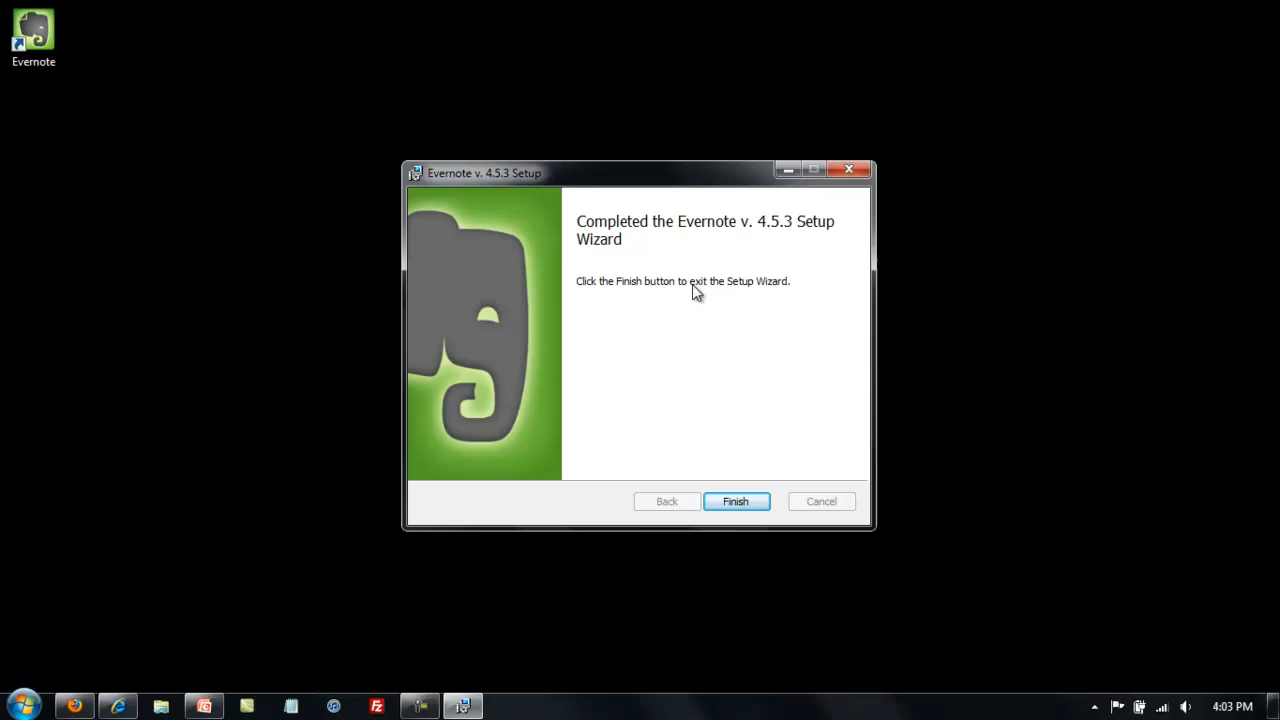 Evernote
Evernote v. 4.5.3 Setup
Completed the Evernote v. 4.5.3 Setup
Wizard
Click the Finish button to exit the Setup Wizard.
Back
Finish
Cancel
4:03 PM